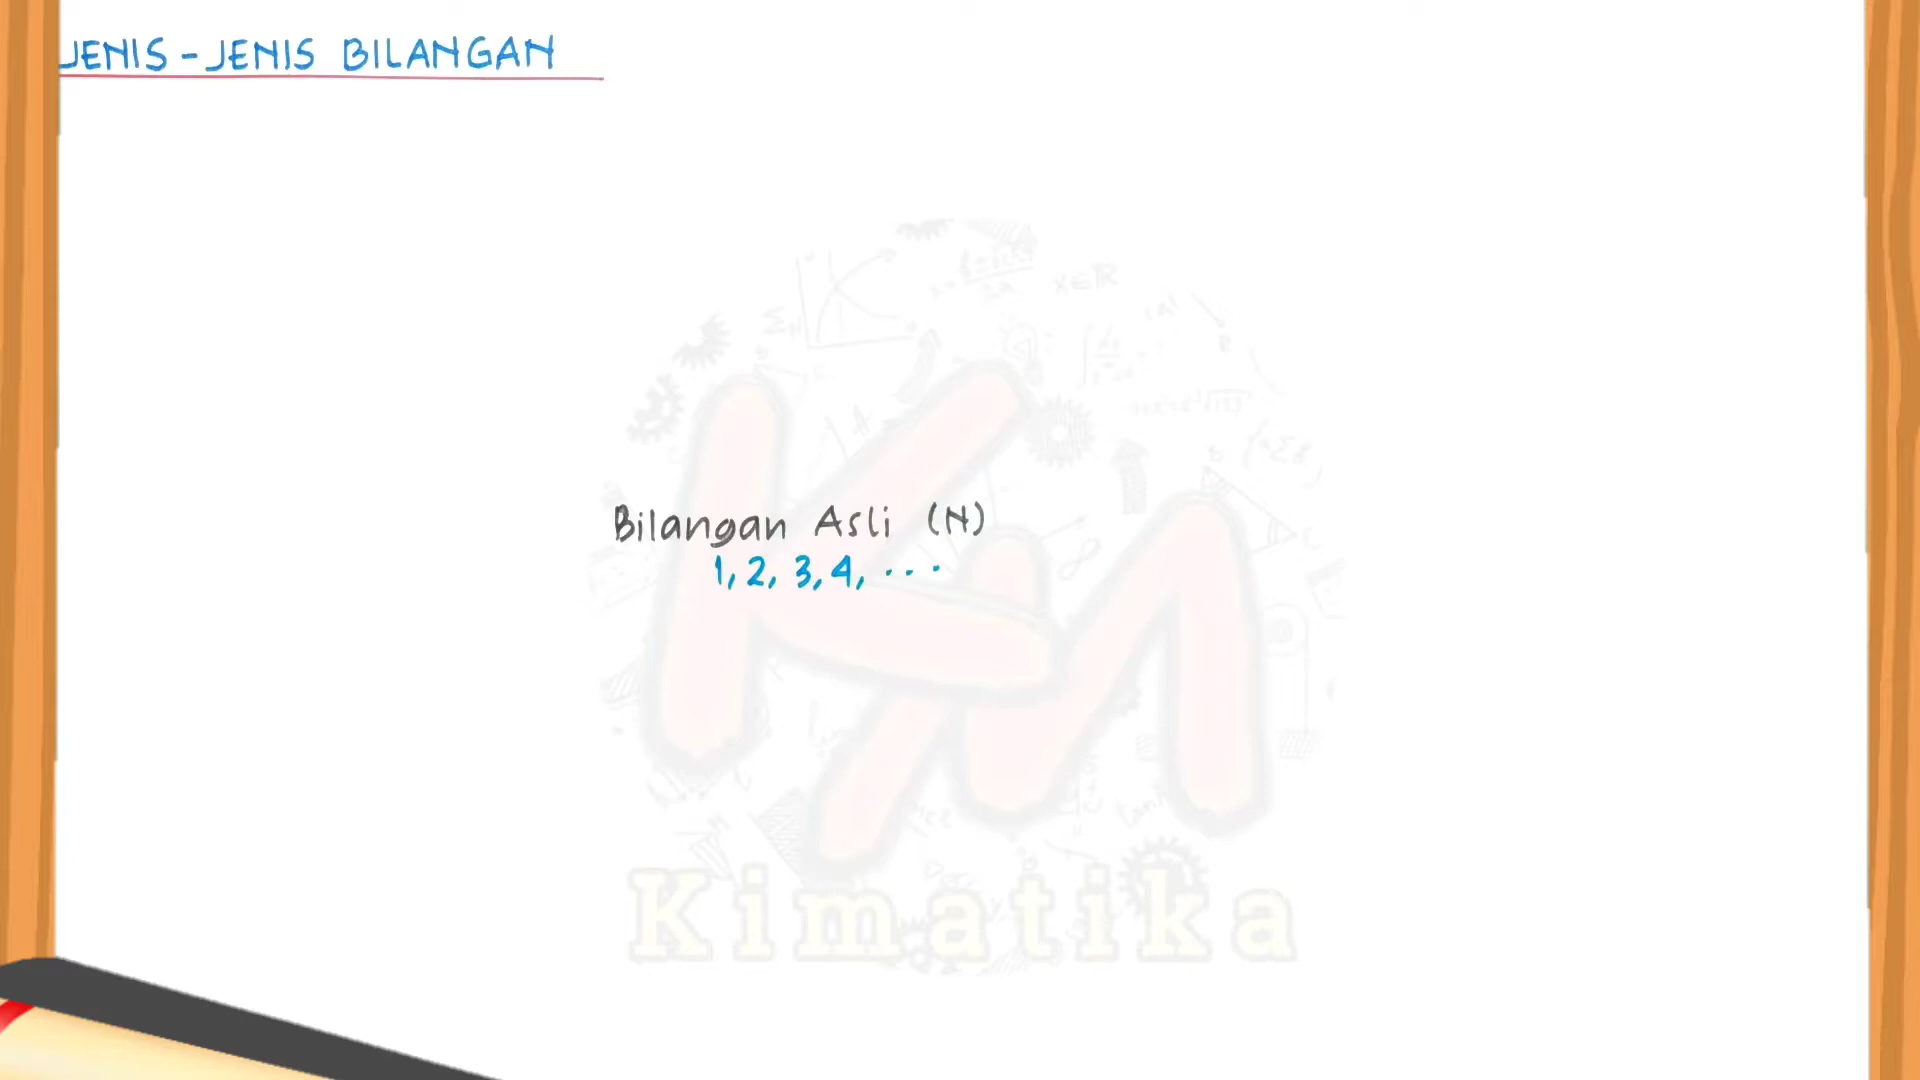 JENIS-JENIS BILANGAN
Bilangan Asli (N)
1, 2, 3, 4, ...
Kimatika